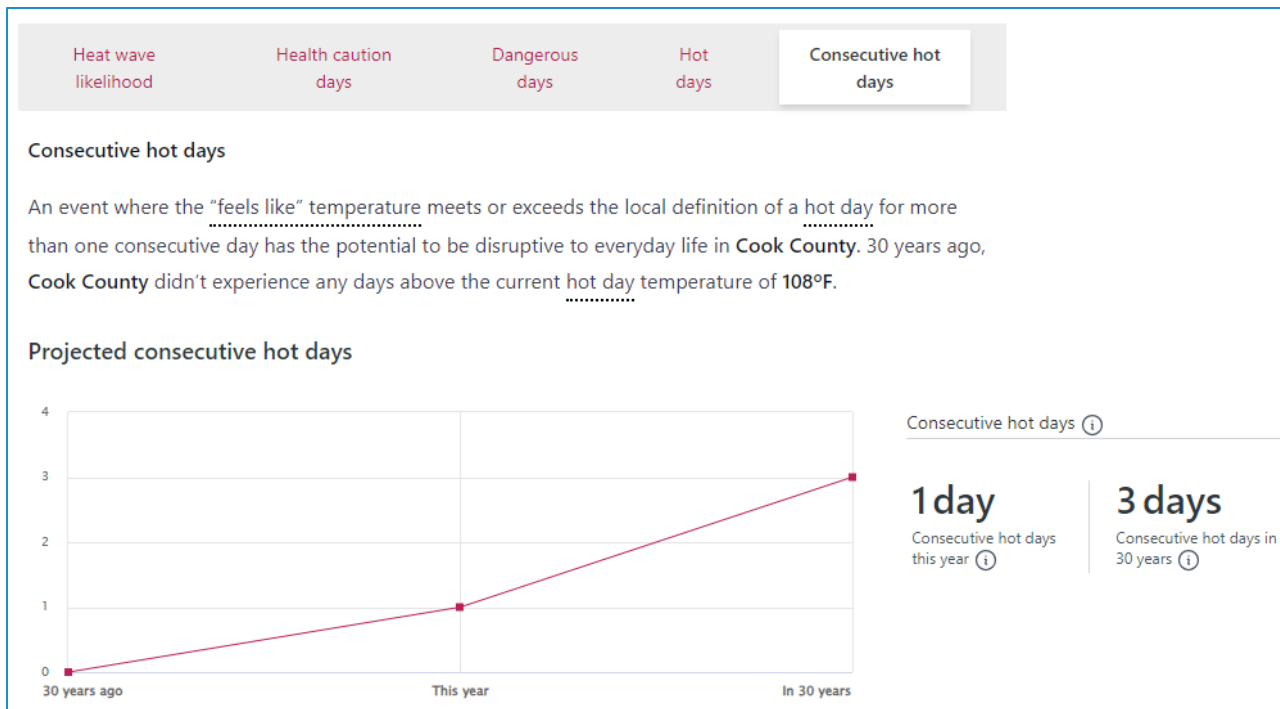 Heat wave
likelihood
Health caution
days
Dangerous
days
Hot
days
Consecutive hot
days
Consecutive hot days
An event where the “feels like” temperature meets or exceeds the local definition of a hot day for more
than one consecutive day has the potential to be disruptive to everyday life in Cook County. 30 years ago,
Cook County didn’t experience any days above the current hot day temperature of 108ºF.
Projected consecutive hot days
4
3
2
1
0
30 years ago
This year
In 30 years
Consecutive hot days
1 day
Consecutive hot days
this year
3 days
Consecutive hot days in
30 years